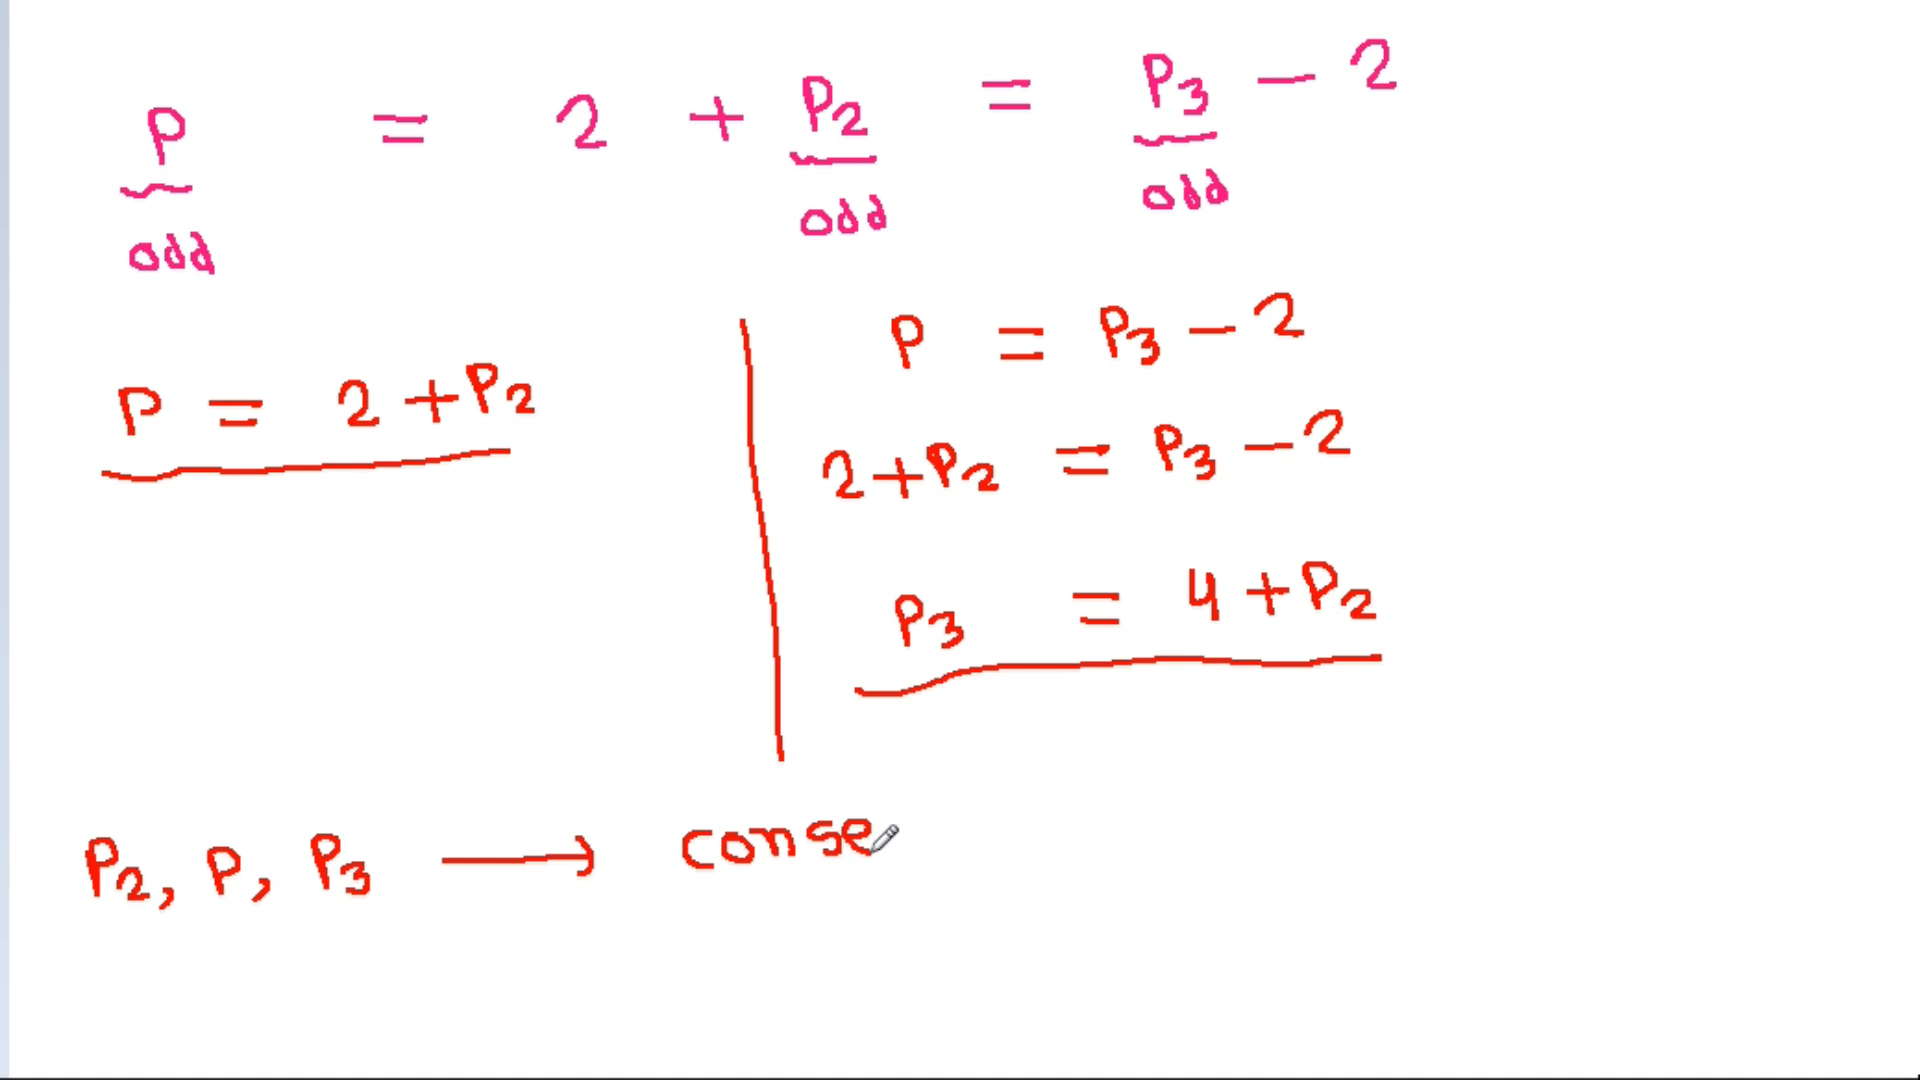 P = 2 + P₂ = P₃ - 2
odd odd odd
P = 2 + P₂
P = P₃ - 2
2 + P₂ = P₃ - 2
P₃ = 4 + P₂
P₂, P, P₃ → conse